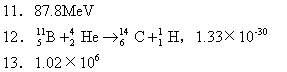 11. 87.8MeV
12. ¹¹₅B+⁴₂He→¹⁴₆C+¹₁H，1.33×10⁻³⁰
13. 1.02×10⁶